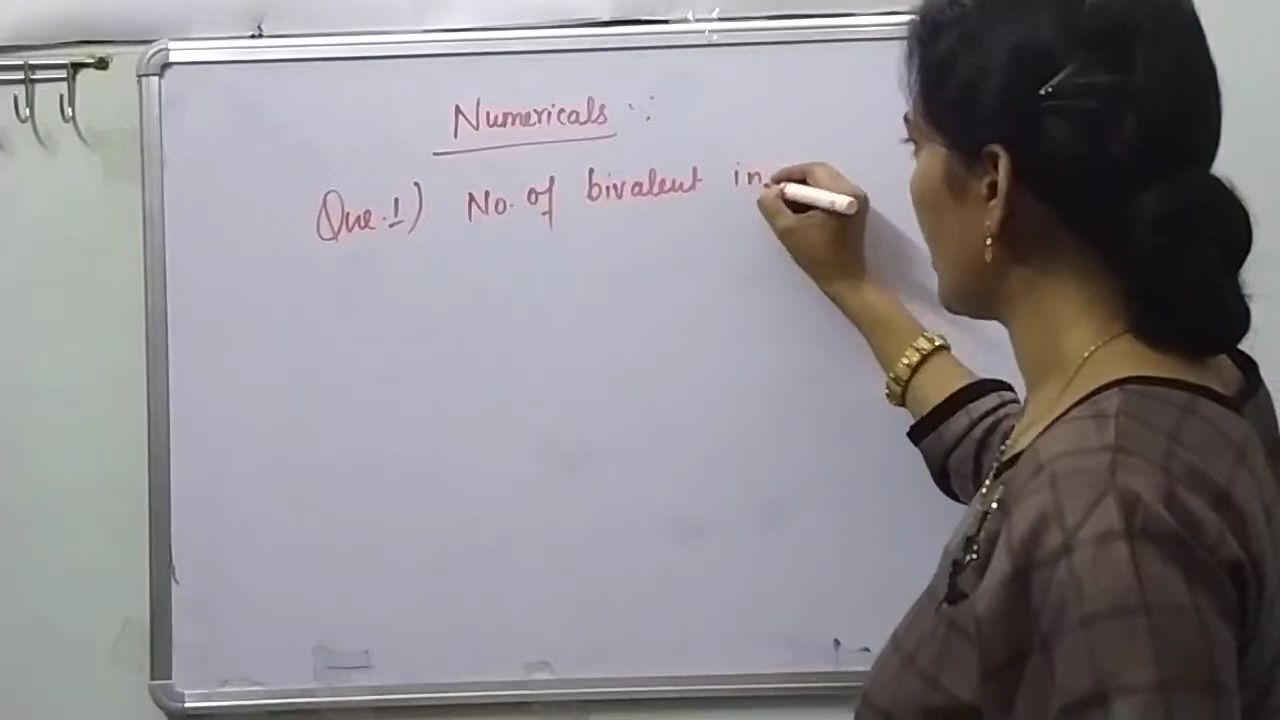 Numericals :-
Que.1) No. of bivalent in